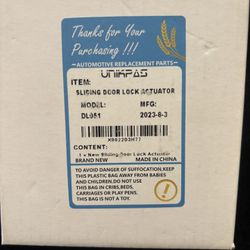 Thanks for Your
Purchasing !!!
AUTOMOTIVE REPLACEMENT PARTS
UNIKPAS
ITEM:
SLIDING DOOR LOCK ACTUATOR
MODEL: MFG:
DL051 2023-8-3
X002203H77
CONTENT:
1 x New Sliding Door Lock Actuator
BRAND NEW MADE IN CHINA
TO AVOID DANGER OF SUFFOCATION,KEEP
THIS PLASTIC BAG AWAY FROM BABIES
AND CHILDREN.DO NOT USE
THIS BAG IN CRIBS,BEDS,
CARRIAGES OR PLAY PENS.
THIS BAG IS NOT A TOY.